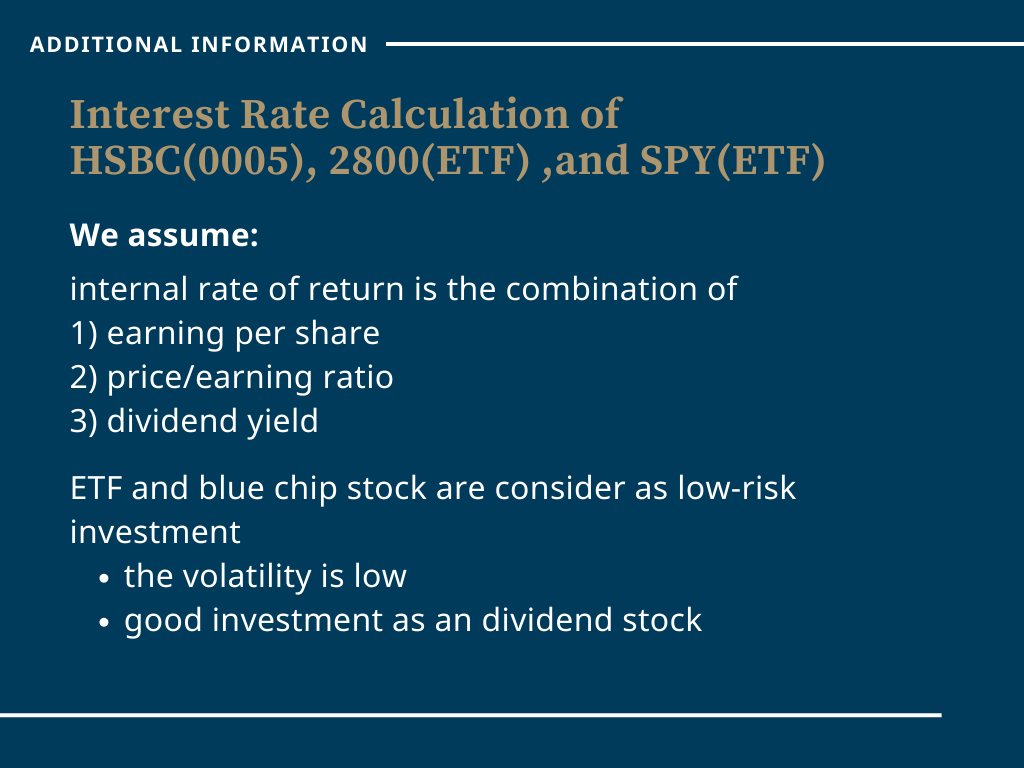 ADDITIONAL INFORMATION
Interest Rate Calculation of
HSBC(0005), 2800(ETF) ,and SPY(ETF)
We assume:
internal rate of return is the combination of
1) earning per share
2) price/earning ratio
3) dividend yield
ETF and blue chip stock are consider as low-risk
investment
• the volatility is low
• good investment as an dividend stock